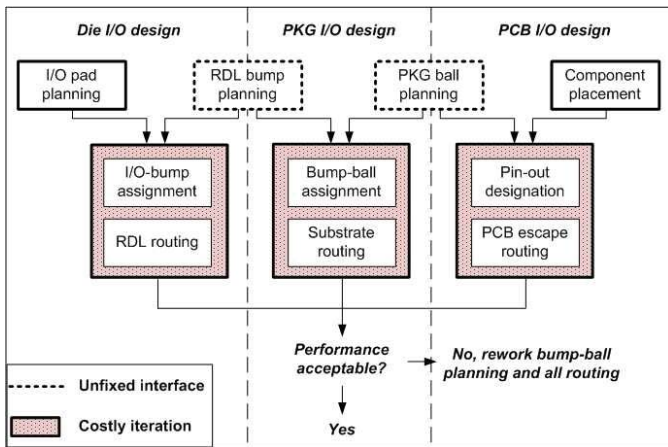 Die I/O design
PKG I/O design
PCB I/O design
I/O pad
planning
RDL bump
planning
PKG ball
planning
Component
placement
I/O-bump
assignment
RDL routing
Bump-ball
assignment
Substrate
routing
Pin-out
designation
PCB escape
routing
Performance
acceptable?
No, rework bump-ball
planning and all routing
Yes
Unfixed interface
Costly iteration